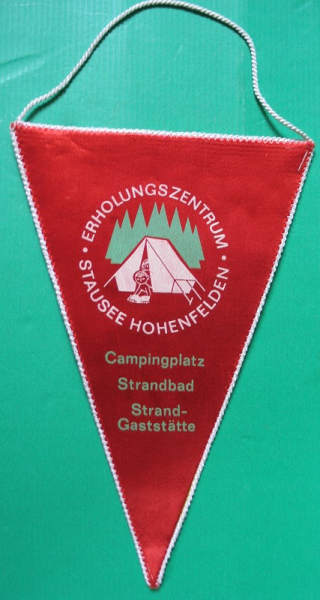 • ERHOLUNGSZENTRUM •
STAUSEE HOHENFELDEN
Campingplatz
Strandbad
Strand-
Gaststätte